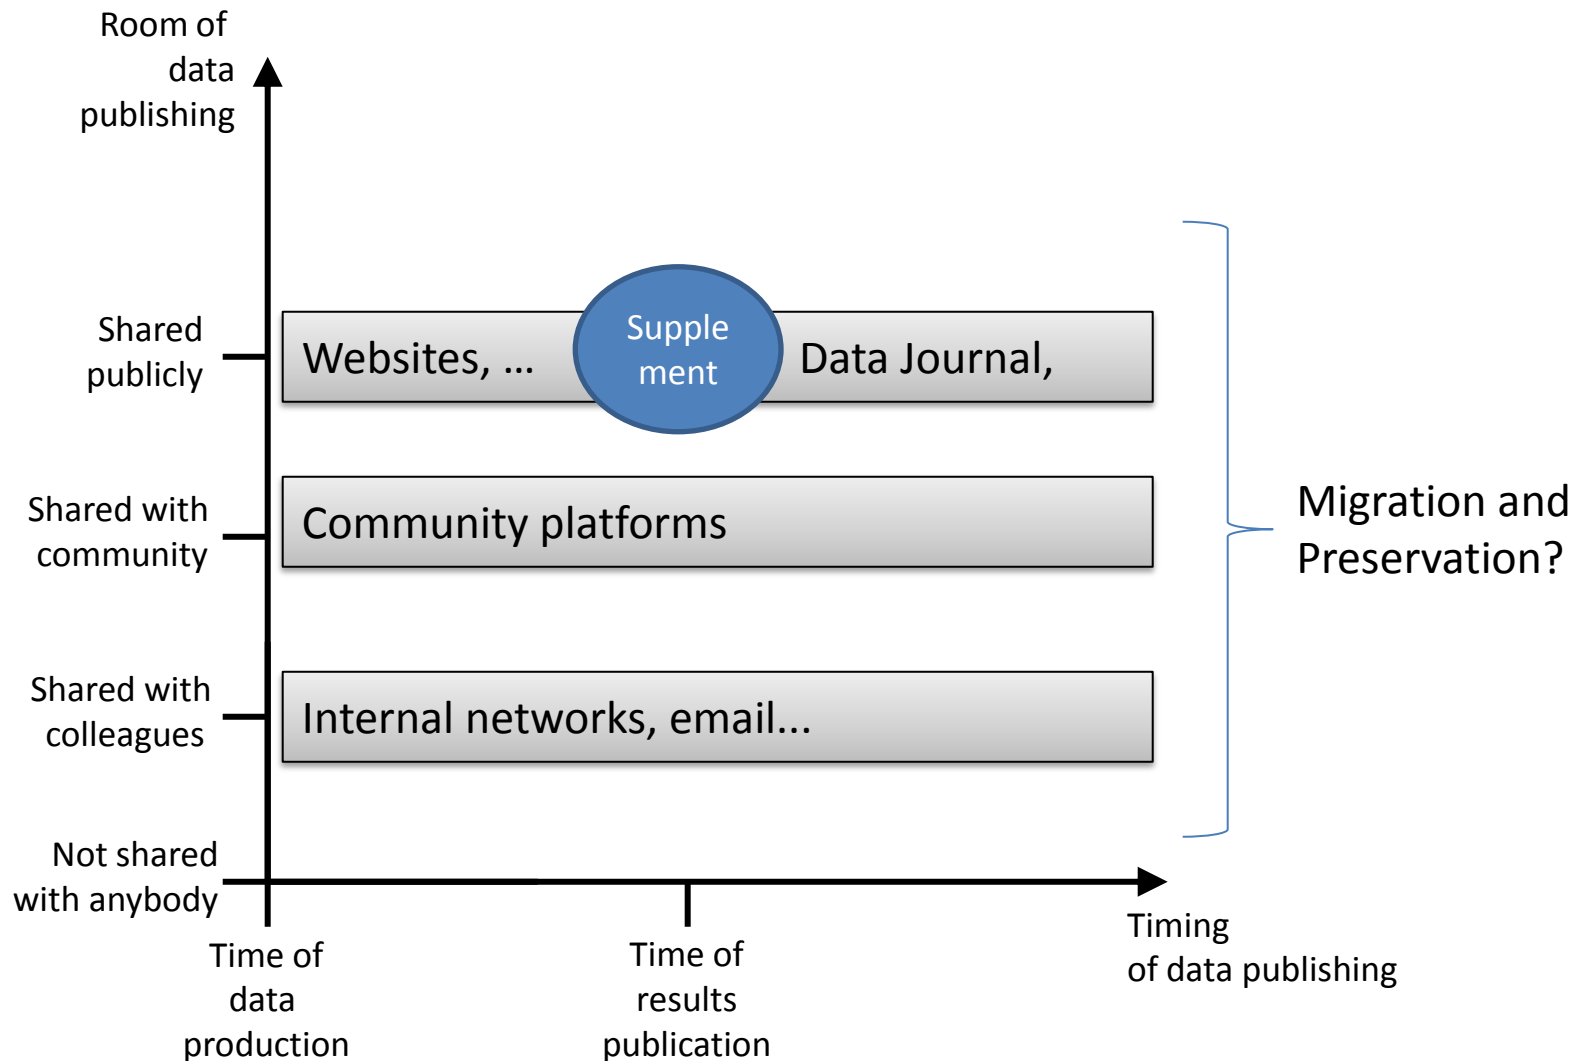 Room of
data
publishing
Shared
publicly
Websites, ...
Supple
ment
Data Journal,
Shared with
community
Community platforms
Migration and
Preservation?
Shared with
colleagues
Internal networks, email...
Not shared
with anybody
Timing
of data publishing
Time of
data
production
Time of
results
publication